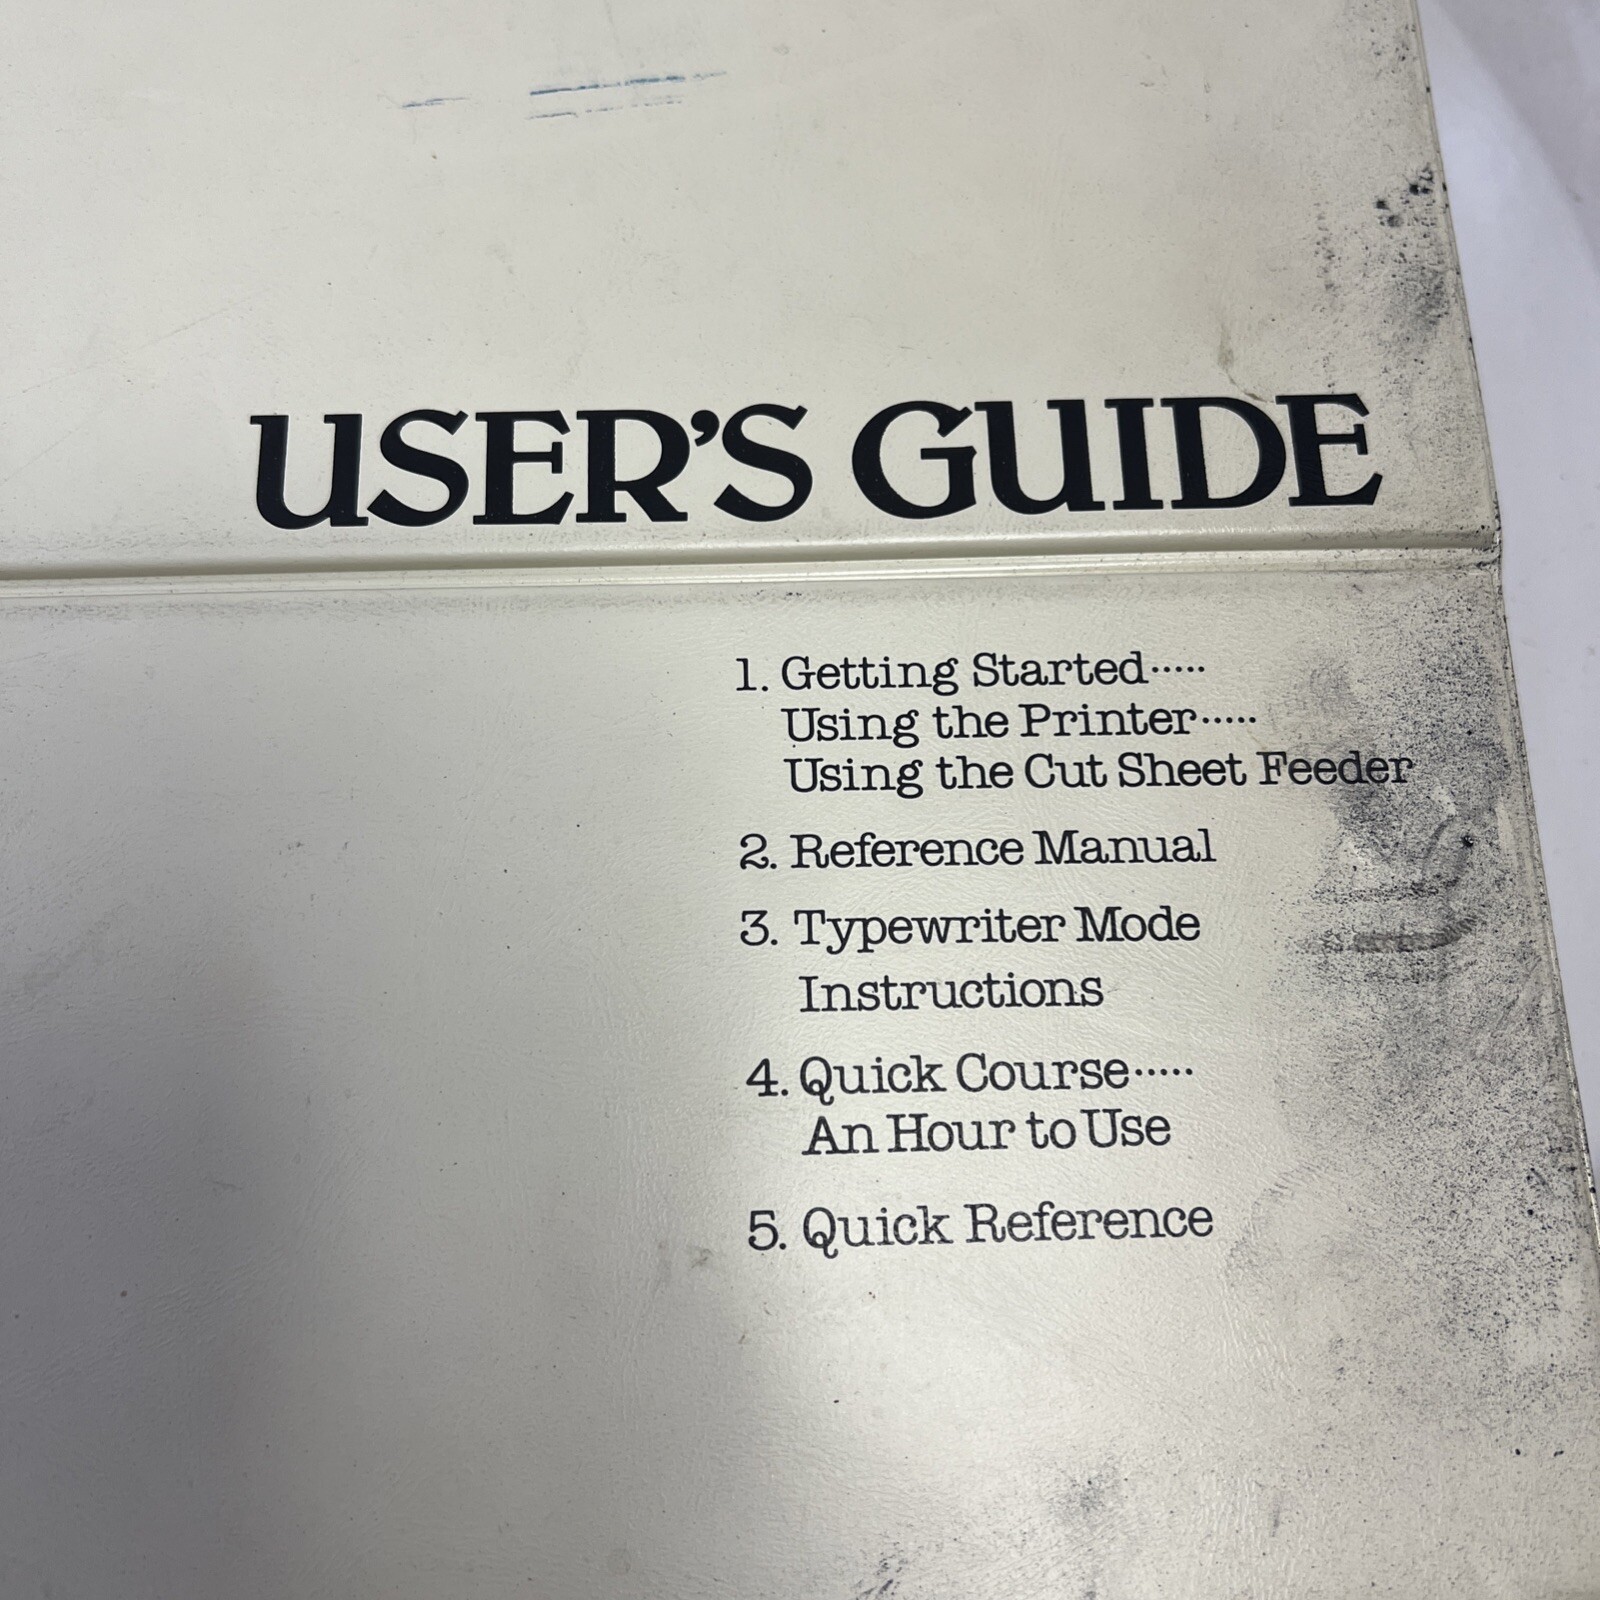 USER'S GUIDE
1. Getting Started·····
Using the Printer·····
Using the Cut Sheet Feeder
2. Reference Manual
3. Typewriter Mode
Instructions
4. Quick Course·····
An Hour to Use
5. Quick Reference